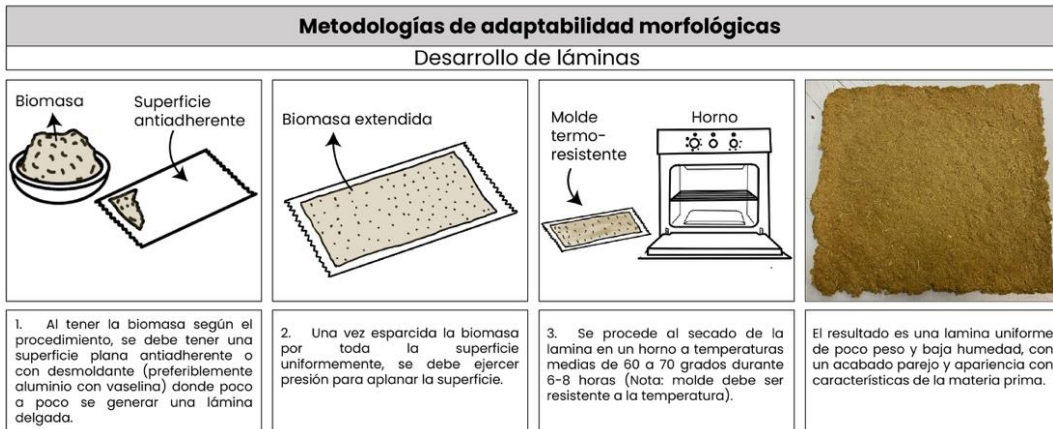 Metodologías de adaptabilidad morfológicas
Desarrollo de láminas
Biomasa
Superficie
antiadherente
Biomasa extendida
Molde
termo-
resistente
Horno
1. Al tener la biomasa según el
procedimiento, se debe tener una
superficie plana antiadherente o
con desmoldante (preferiblemente
aluminio con vaselina) donde poco
a poco se generar una lámina
delgada.
2. Una vez esparcida la biomasa
por toda la superficie
uniformemente, se debe ejercer
presión para aplanar la superficie.
3. Se procede al secado de la
lamina en un horno a temperaturas
medias de 60 a 70 grados durante
6-8 horas (Nota: molde debe ser
resistente a la temperatura).
El resultado es una lamina uniforme
de poco peso y baja humedad, con
un acabado parejo y apariencia con
características de la materia prima.